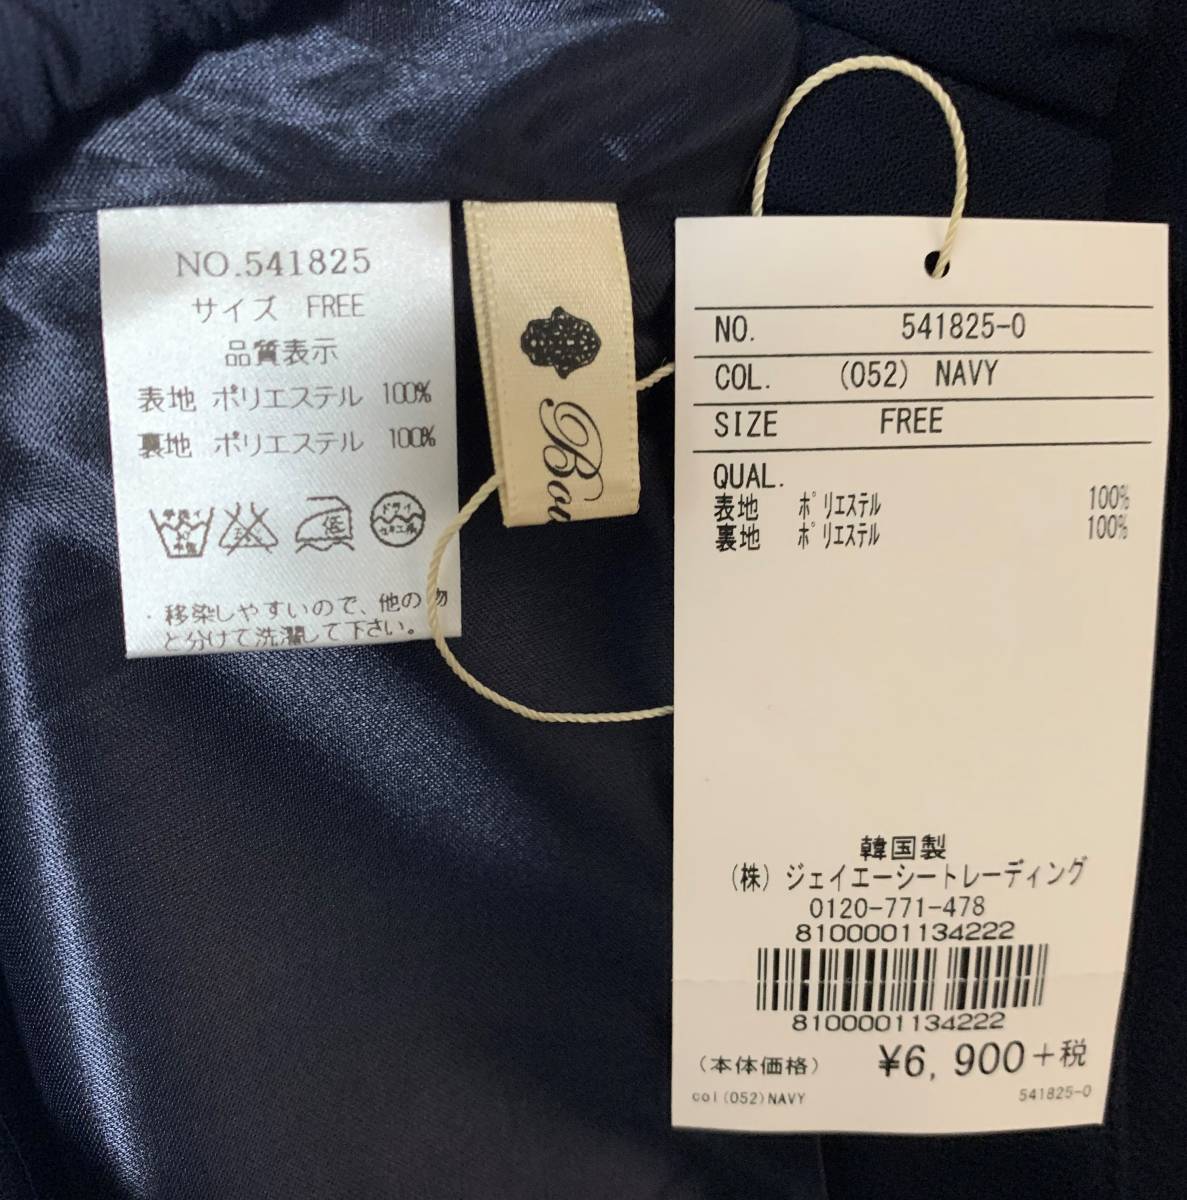 NO.541825
サイズ FREE
品質表示
表地 ポリエステル 100%
裏地 ポリエステル 100%
低
ドライ
・移染しやすいので、他の物
と分けて洗濯して下さい。
Bou
NO. 541825-0
COL. (052) NAVY
SIZE FREE
QUAL.
表地 ポリエステル 100%
裏地 ポリエステル 100%
韓国製
(株)ジェイエーシートレーディング
0120-771-478
8100001134222
8100001134222
(本体価格) ¥6,900+税
col(052)NAVY 541825-0